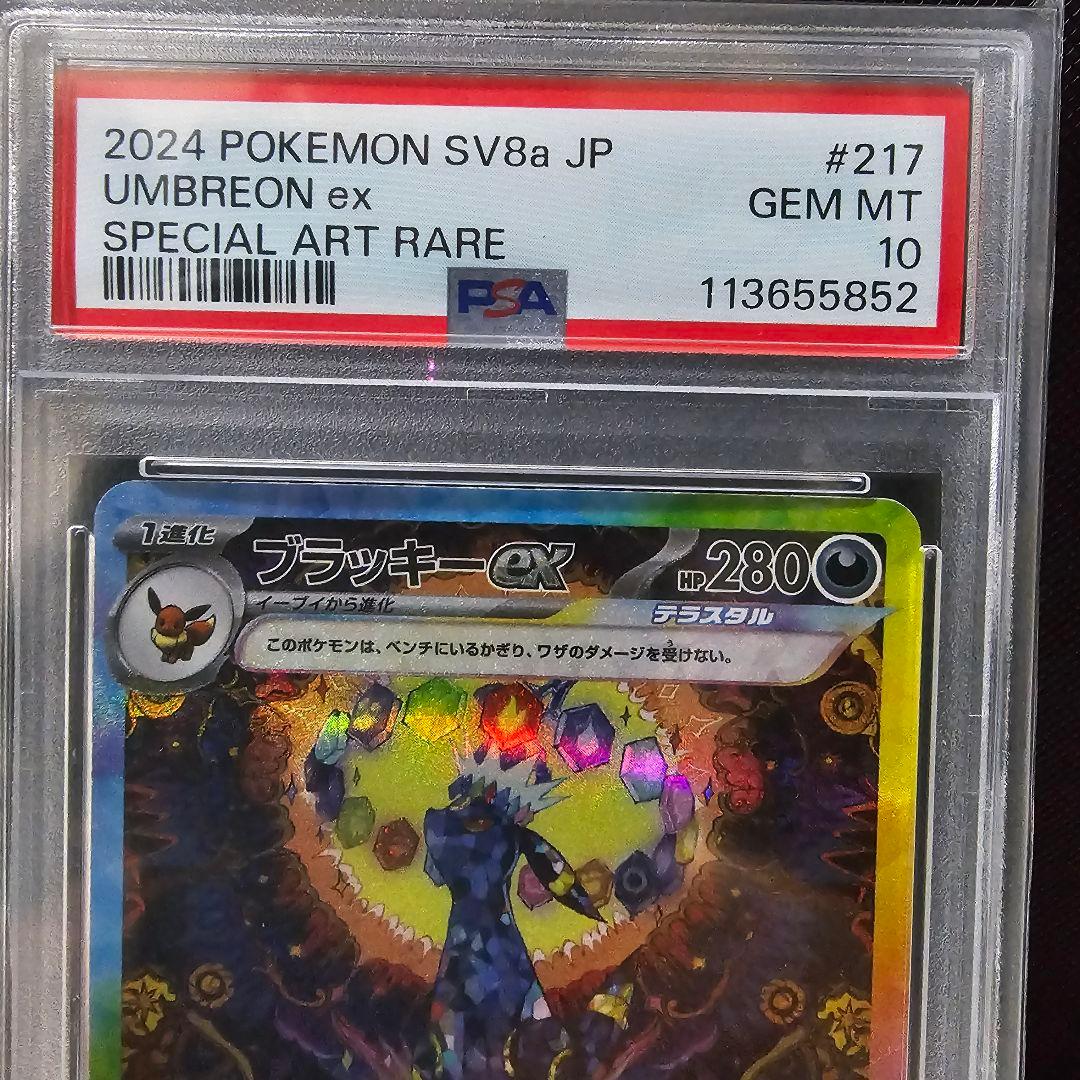 2024 POKEMON SV8a JP
#217
UMBREON ex
GEM MT
SPECIAL ART RARE
10
PSA
113655852
1進化
ブラッキーex
HP280
イーブイから進化
テラスタル
このポケモンは、ベンチにいるかぎり、ワザのダメージを受けない。